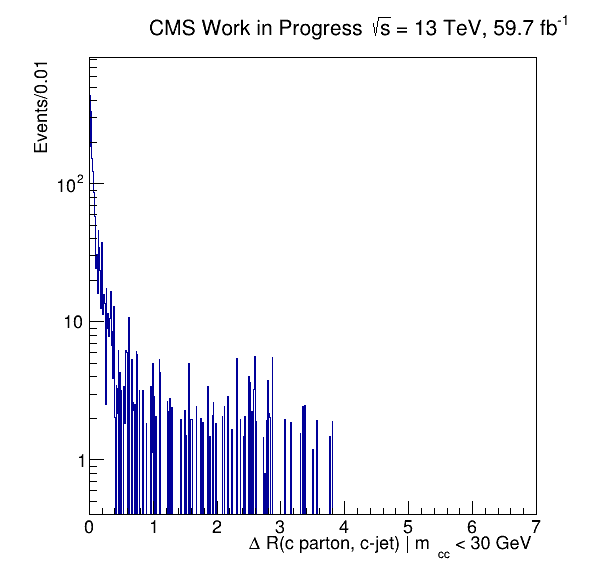 CMS Work in Progress √s = 13 TeV, 59.7 fb⁻¹
Events/0.01
10²
10
1
0 1 2 3 4 5 6 7
Δ R(c parton, c-jet) | m cc < 30 GeV